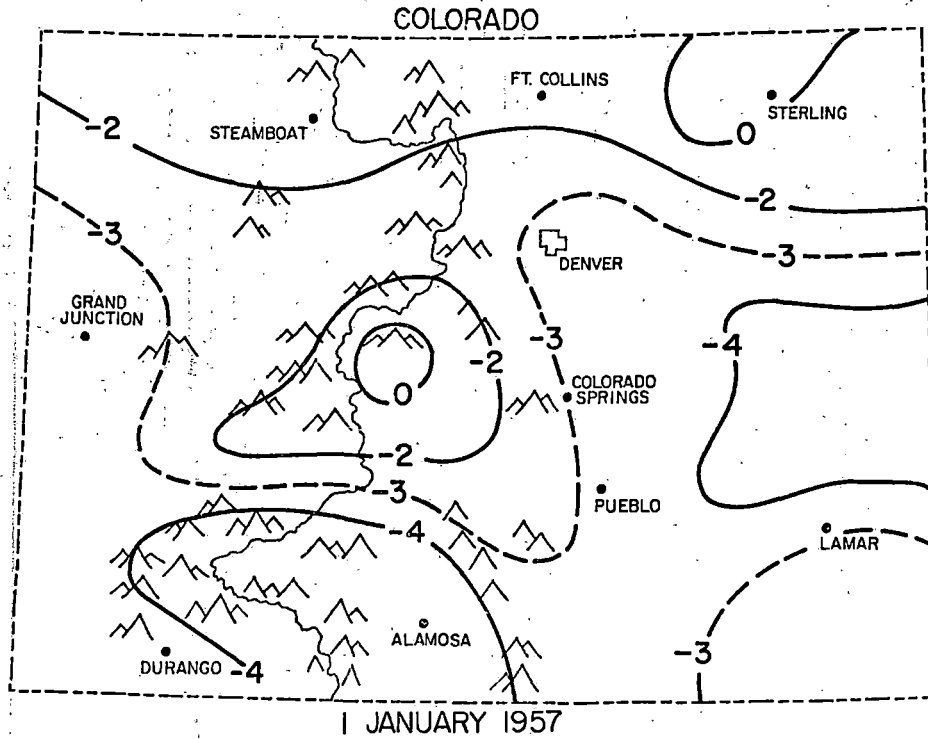 COLORADO
FT. COLLINS
STERLING
STEAMBOAT
-2
0
-2
-3
DENVER
-3
GRAND
JUNCTION
-3
-4
-2
0
COLORADO
SPRINGS
-2
-3
PUEBLO
-4
LAMAR
ALAMOSA
-3
DURANGO
-4
1 JANUARY 1957